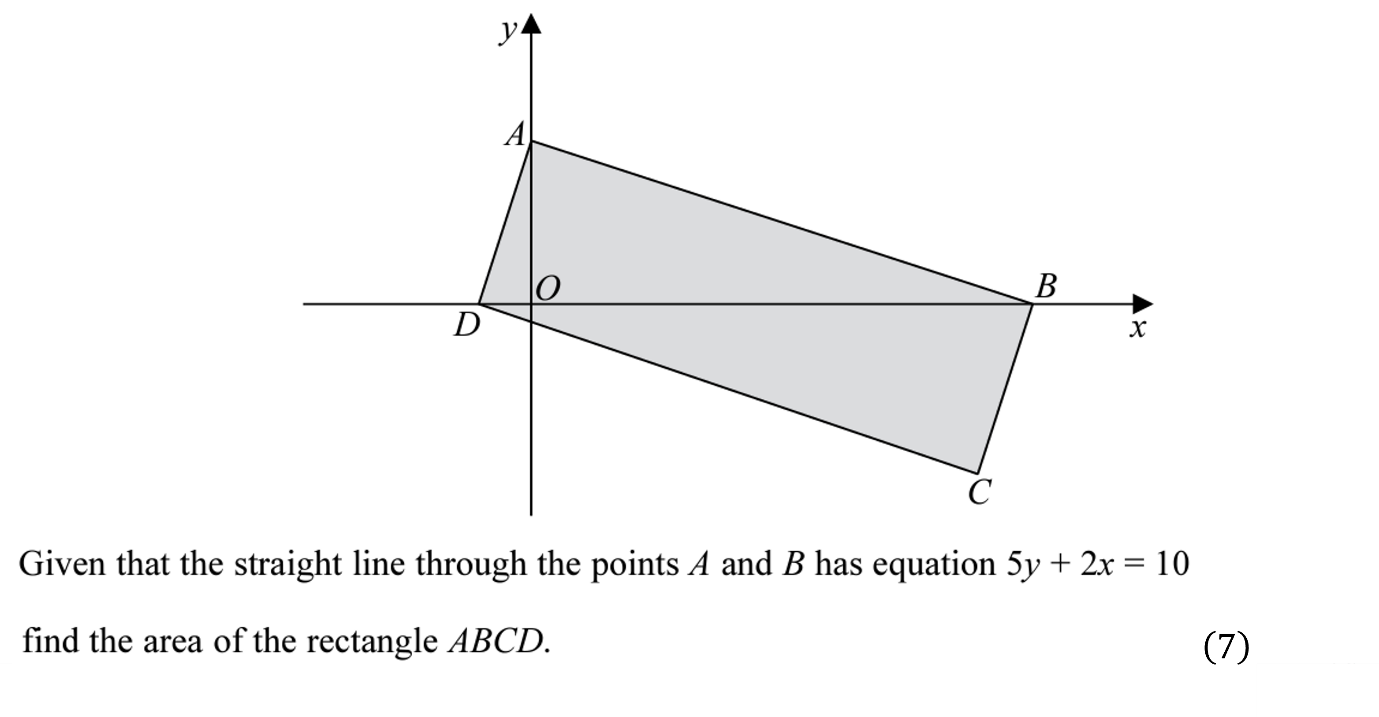 y
A
O
B
D
x
C
Given that the straight line through the points A and B has equation 5y + 2x = 10
find the area of the rectangle ABCD.
(7)